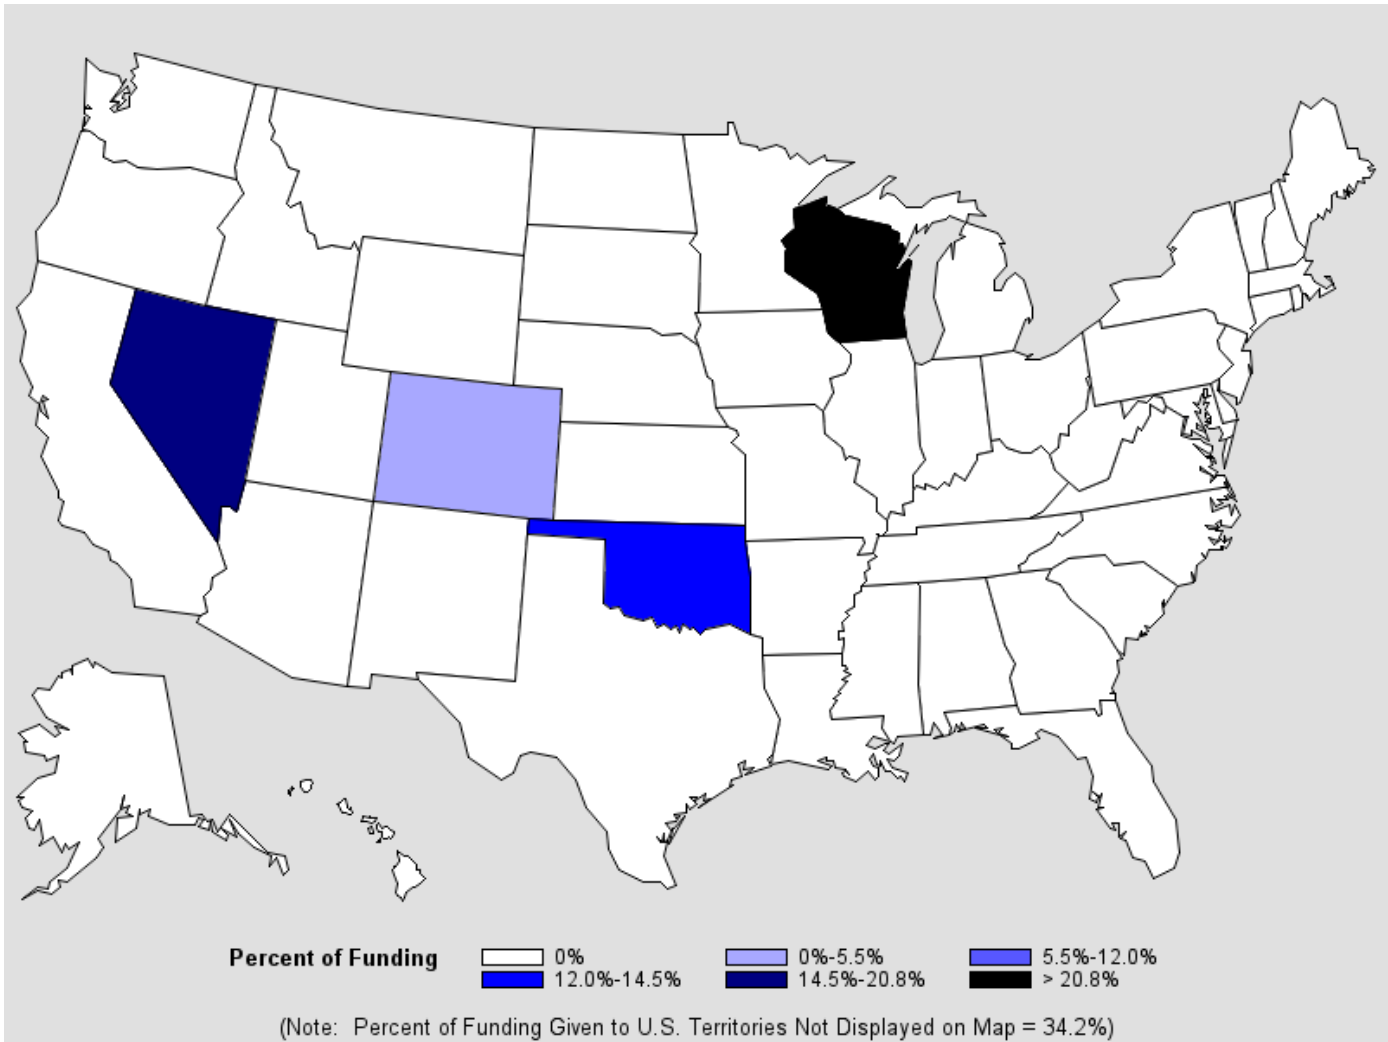 Percent of Funding 0% 0%-5.5% 5.5%-12.0%
12.0%-14.5% 14.5%-20.8% > 20.8%
(Note: Percent of Funding Given to U.S. Territories Not Displayed on Map = 34.2%)